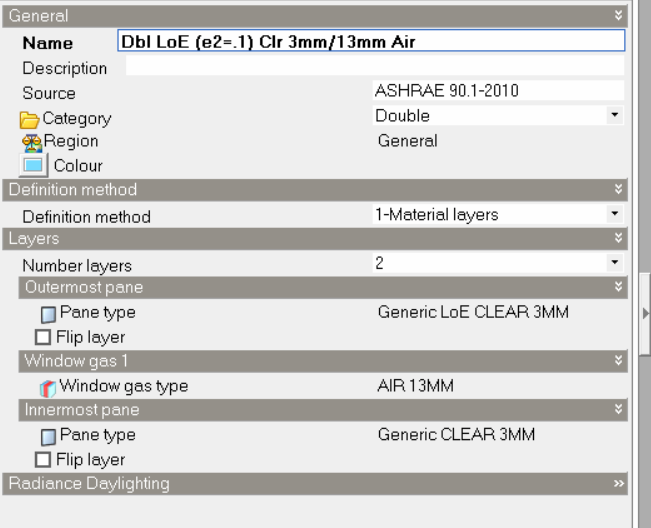 General
Name Dbl LoE (e2=.1) Clr 3mm/13mm Air
Description
Source ASHRAE 90.1-2010
Category Double
Region General
Colour
Definition method
Definition method 1-Material layers
Layers
Number layers 2
Outermost pane
Pane type Generic LoE CLEAR 3MM
Flip layer
Window gas 1
Window gas type AIR 13MM
Innermost pane
Pane type Generic CLEAR 3MM
Flip layer
Radiance Daylighting